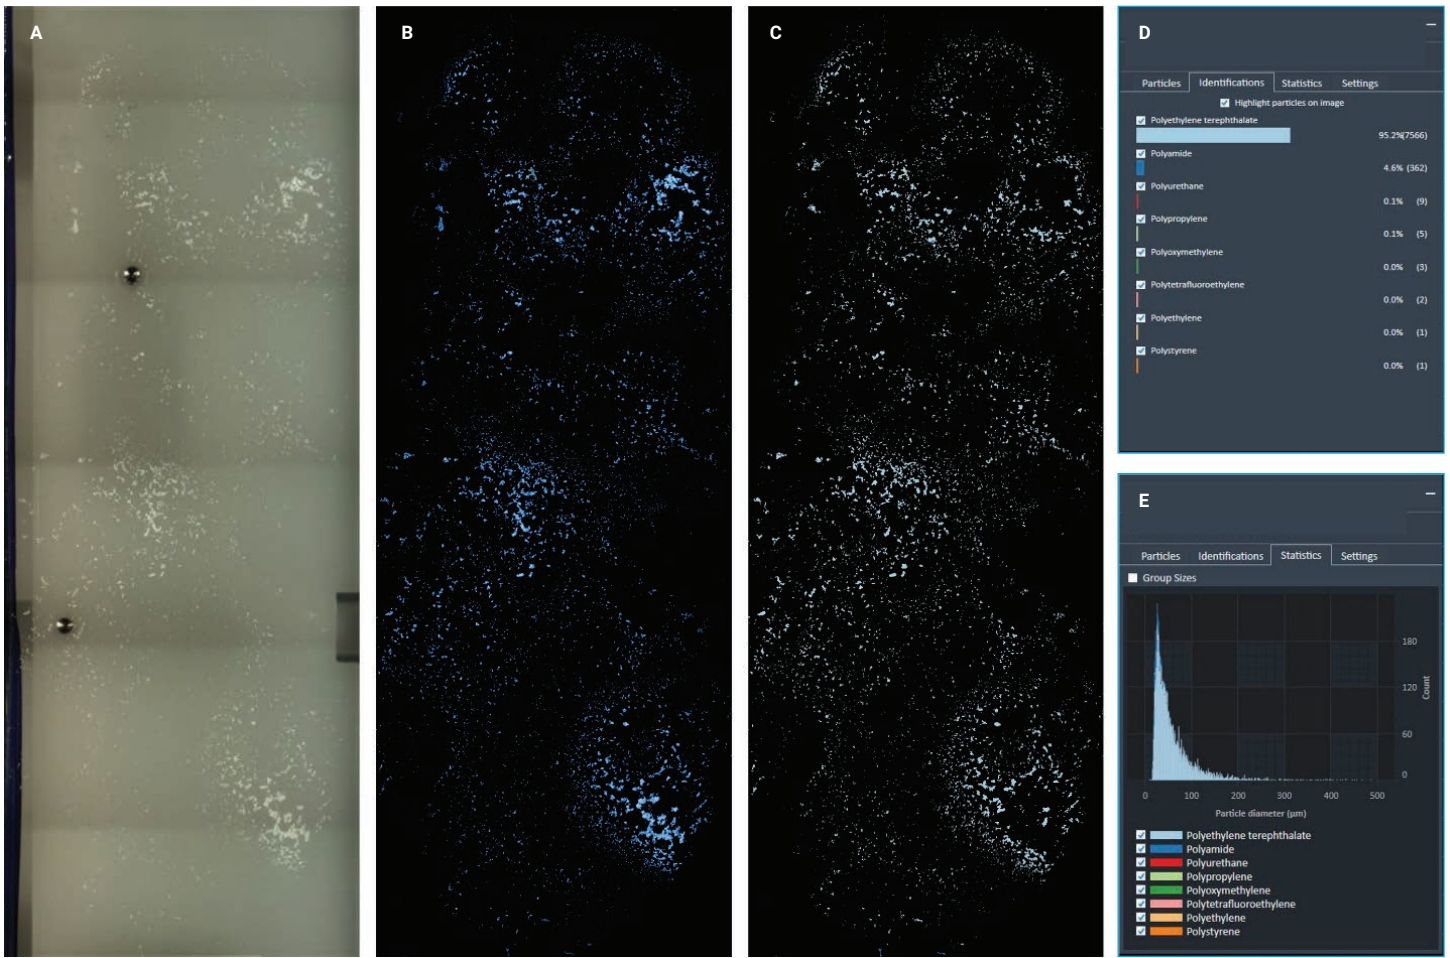 A
B
C
D
Particles Identifications Statistics Settings
Highlight particles on image
Polyethylene terephthalate
95.2%(7566)
Polyamide
4.6% (362)
Polyurethane
0.1% (9)
Polypropylene
0.1% (5)
Polyoxymethylene
0.0% (3)
Polytetrafluoroethylene
0.0% (2)
Polyethylene
0.0% (1)
Polystyrene
0.0% (1)
E
Particles Identifications Statistics Settings
Group Sizes
180
120
60
0
Count
0 100 200 300 400 500
Particle diameter (µm)
Polyethylene terephthalate
Polyamide
Polyurethane
Polypropylene
Polyoxymethylene
Polytetrafluoroethylene
Polyethylene
Polystyrene